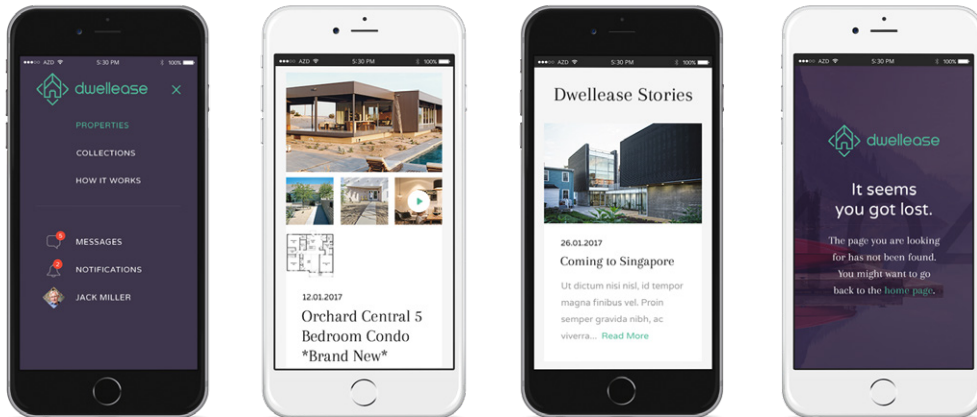 AZD
5:30 PM
100%
dwellease
PROPERTIES
COLLECTIONS
HOW IT WORKS
5
MESSAGES
2
NOTIFICATIONS
JACK MILLER
AZD
5:30 PM
100%
12.01.2017
Orchard Central 5
Bedroom Condo
*Brand New*
AZD
5:30 PM
100%
Dwellease Stories
26.01.2017
Coming to Singapore
Ut dictum nisi nisl, id tempor
magna finibus vel. Proin
semper gravida nibh, ac
viverra... Read More
AZD
5:30 PM
100%
dwellease
It seems
you got lost.
The page you are looking
for has not been found.
You might want to go
back to the home page.